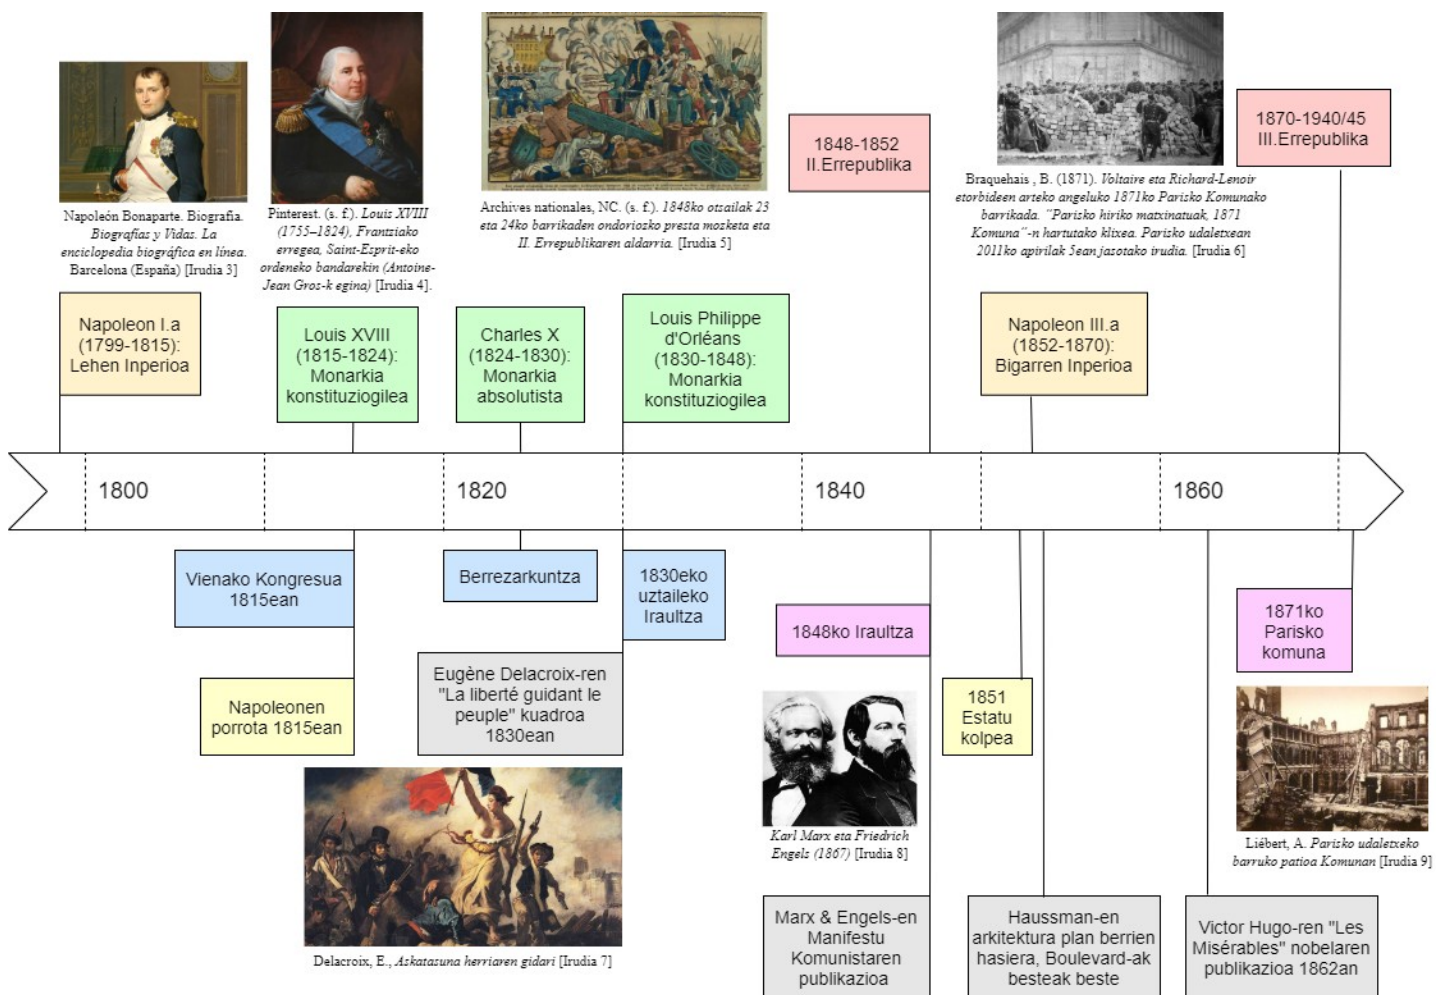 Napoleón Bonaparte. Biografia.
Biografías y Vidas. La
enciclopedia biográfica en línea.
Barcelona (España) [Irudia 3]
Pinterest. (s. f.). Louis XVIII
(1755–1824), Frantziako
erregea, Saint-Esprit-eko
ordeneko bandarekin (Antoine-
Jean Gros-k egina) [Irudia 4].
Archives nationales, NC. (s. f.). 1848ko otsailak 23
eta 24ko barrikaden ondoriozko presta mosketa eta
II. Errepublikaren aldarria. [Irudia 5]
1848-1852
II.Errepublika
Braquehais , B. (1871). Voltaire eta Richard-Lenoir
etorbideen arteko angeluko 1871ko Parisko Komunako
barrikada. "Parisko hiriko matxinatuak, 1871
Komuna"-n hartutako klixea. Parisko udaletxean
2011ko apirilak 5ean jasotako irudia. [Irudia 6]
1870-1940/45
III.Errepublika
Napoleon I.a
(1799-1815):
Lehen Inperioa
Louis XVIII
(1815-1824):
Monarkia
konstituziogilea
Charles X
(1824-1830):
Monarkia
absolutista
Louis Philippe
d'Orléans
(1830-1848):
Monarkia
konstituziogilea
Napoleon III.a
(1852-1870):
Bigarren Inperioa
1800
1820
1840
1860
Vienako Kongresua
1815ean
Berrezarkuntza
1830eko
uztaileko
Iraultza
1848ko Iraultza
1871ko
Parisko
komuna
Napoleonen
porrota 1815ean
Eugène Delacroix-ren
"La liberté guidant le
peuple" kuadroa
1830ean
1851
Estatu
kolpea
Delacroix, E., Askatasuna herriaren gidari [Irudia 7]
Karl Marx eta Friedrich
Engels (1867) [Irudia 8]
Liébert, A. Parisko udaletxeko
barruko patioa Komunan [Irudia 9]
Marx & Engels-en
Manifestu
Komunistaren
publikazioa
Haussman-en
arkitektura plan berrien
hasiera, Boulevard-ak
besteak beste
Victor Hugo-ren "Les
Misérables" nobelaren
publikazioa 1862an